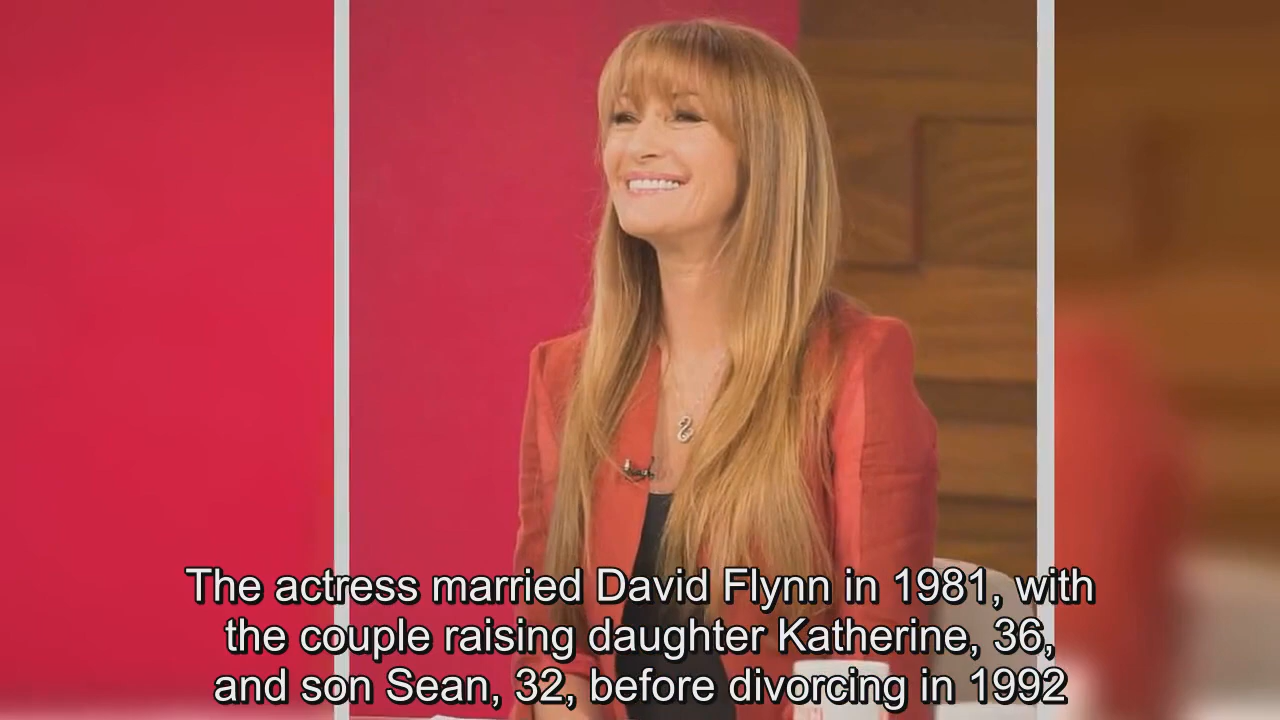 The actress married David Flynn in 1981, with
the couple raising daughter Katherine, 36,
and son Sean, 32, before divorcing in 1992